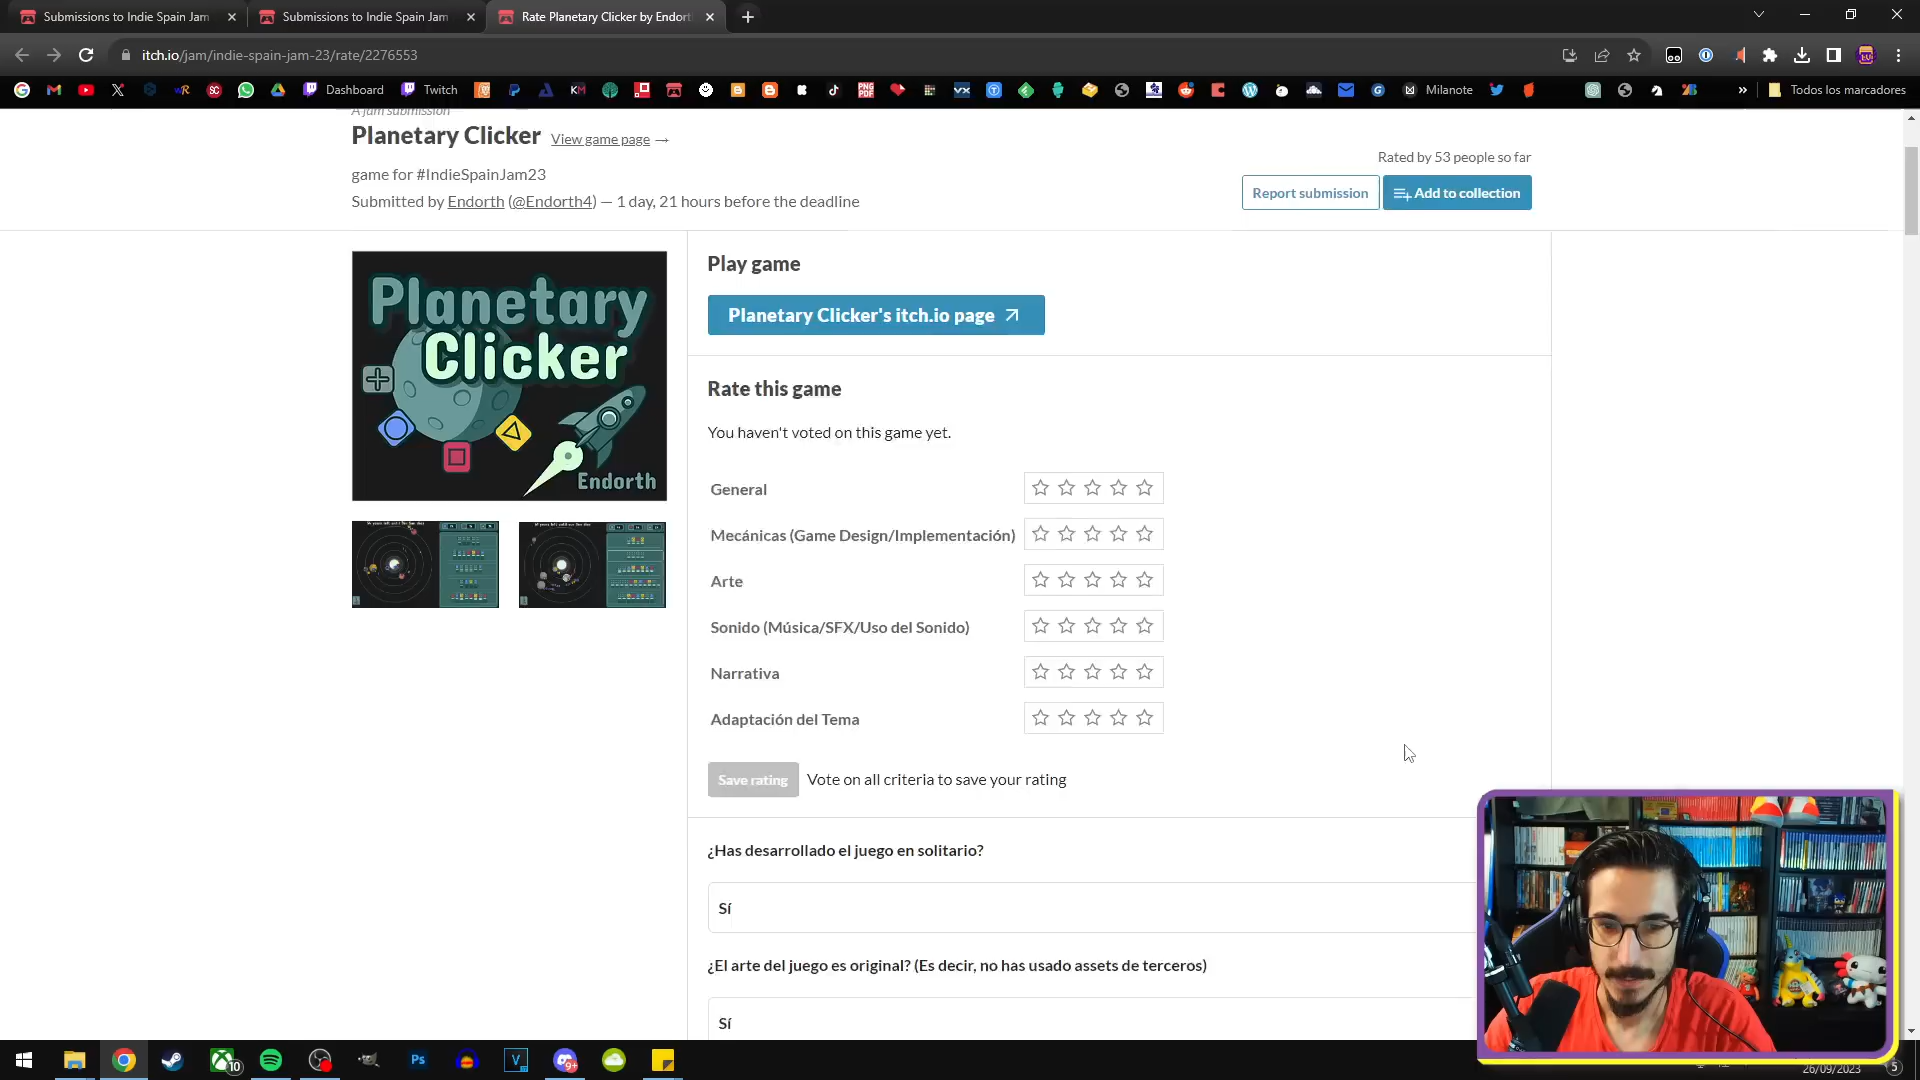 Submissions to Indie Spain Jam
Submissions to Indie Spain Jam
Rate Planetary Clicker by Endort
itch.io/jam/indie-spain-jam-23/rate/2276553
Dashboard
Twitch
Milanote
Todos los marcadores
A jam submission
Planetary Clicker View game page →
game for #IndieSpainJam23
Submitted by Endorth (@Endorth4) — 1 day, 21 hours before the deadline
Rated by 53 people so far
Report submission
Add to collection
Planetary
Clicker
Endorth
Play game
Planetary Clicker's itch.io page
Rate this game
You haven't voted on this game yet.
General
Mecánicas (Game Design/Implementación)
Arte
Sonido (Música/SFX/Uso del Sonido)
Narrativa
Adaptación del Tema
Save rating Vote on all criteria to save your rating
¿Has desarrollado el juego en solitario?
Sí
¿El arte del juego es original? (Es decir, no has usado assets de terceros)
Sí
26/09/2023